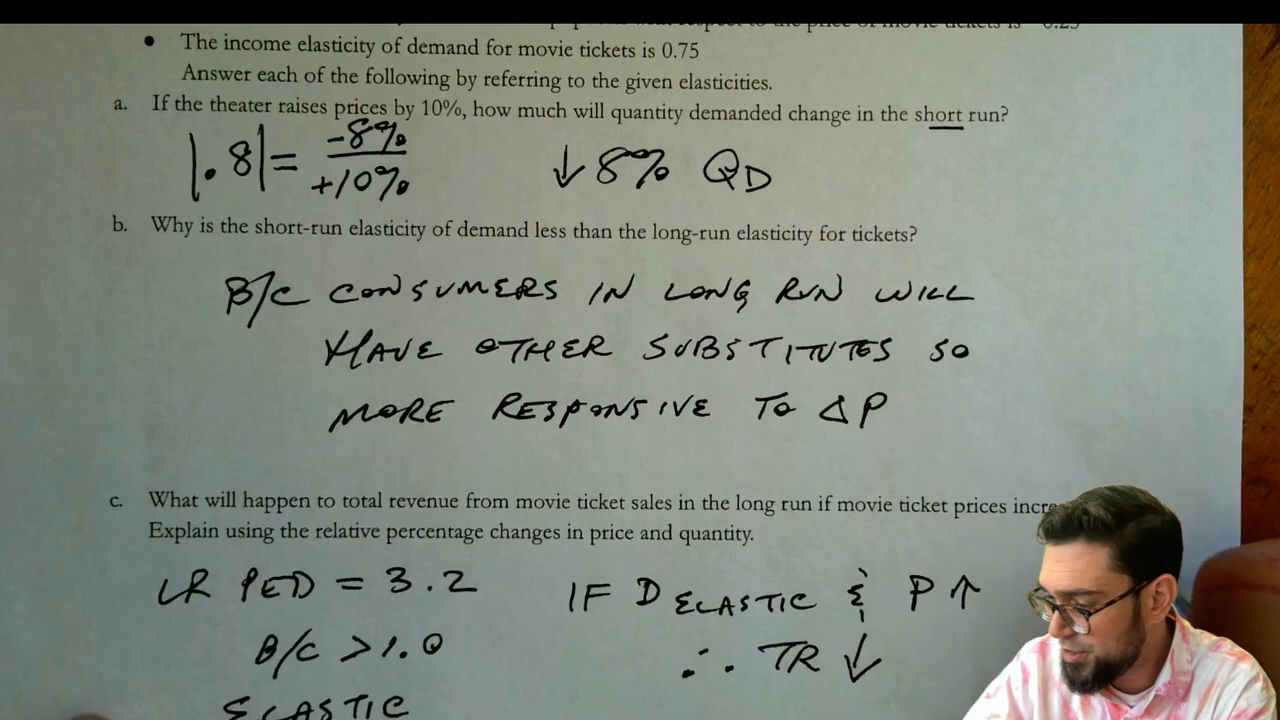 • The income elasticity of demand for movie tickets is 0.75
Answer each of the following by referring to the given elasticities.
a. If the theater raises prices by 10%, how much will quantity demanded change in the short run?
|.8| = -8% / +10% ↓ 8% QD
b. Why is the short-run elasticity of demand less than the long-run elasticity for tickets?
B/C CONSUMERS IN LONG RUN WILL
HAVE OTHER SUBSTITUTES SO
MORE RESPONSIVE TO ΔP
c. What will happen to total revenue from movie ticket sales in the long run if movie ticket prices
Explain using the relative percentage changes in price and quantity.
LR PED = 3.2 IF D ELASTIC & P↑
B/C > 1.0 ∴ TR ↓
ELASTIC